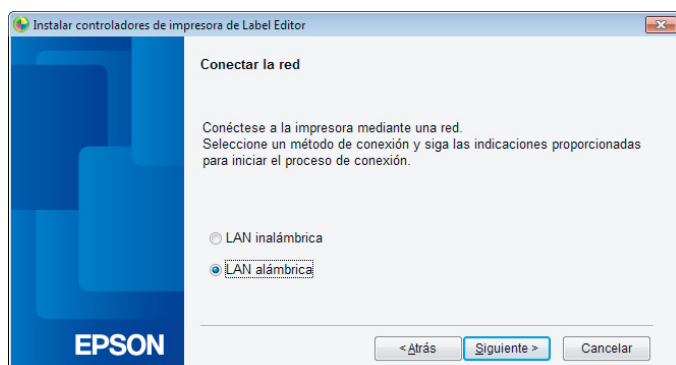 Instalar controladores de impresora de Label Editor
Conectar la red
Conéctese a la impresora mediante una red.
Seleccione un método de conexión y siga las indicaciones proporcionadas
para iniciar el proceso de conexión.
LAN inalámbrica
LAN alámbrica
EPSON
< Atrás
Siguiente >
Cancelar